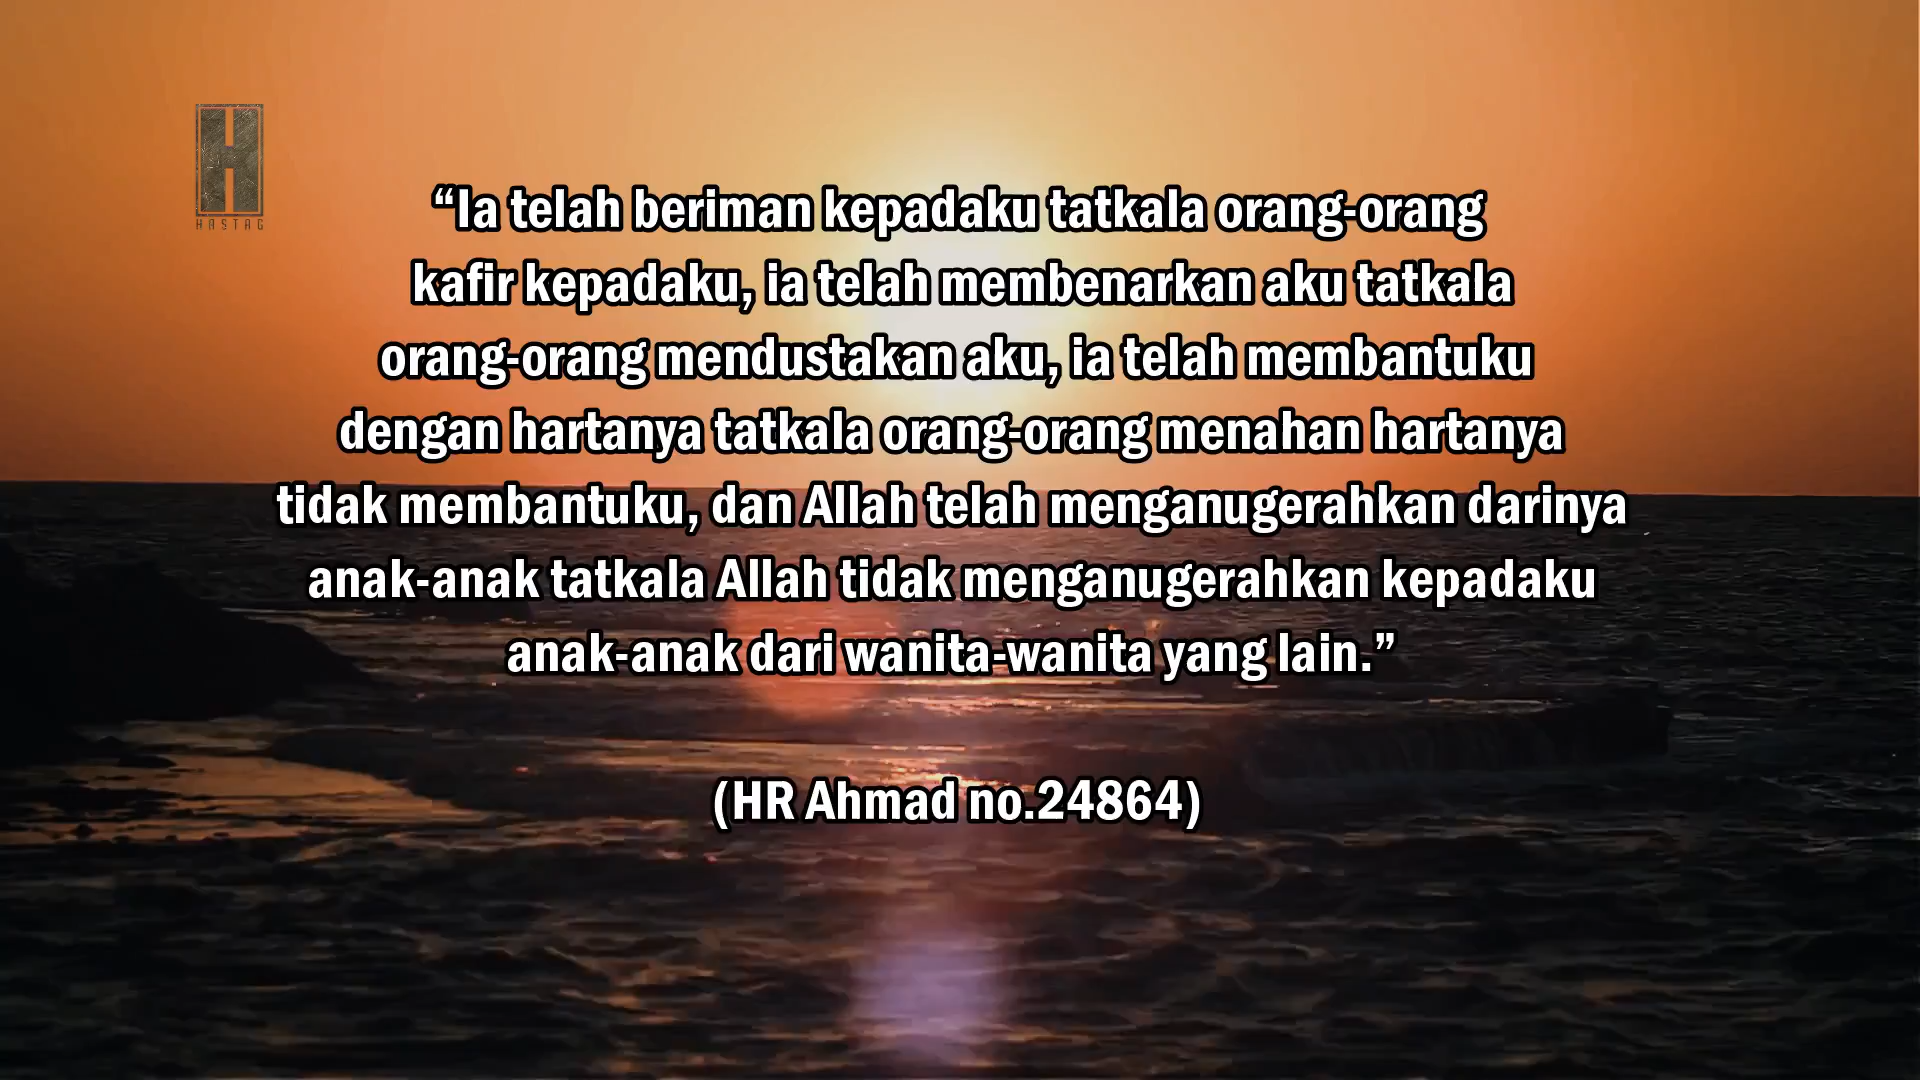 H
HASTAG
“Ia telah beriman kepadaku tatkala orang-orang
kafir kepadaku, ia telah membenarkan aku tatkala
orang-orang mendustakan aku, ia telah membantuku
dengan hartanya tatkala orang-orang menahan hartanya
tidak membantuku, dan Allah telah menganugerahkan darinya
anak-anak tatkala Allah tidak menganugerahkan kepadaku
anak-anak dari wanita-wanita yang lain.”
(HR Ahmad no.24864)